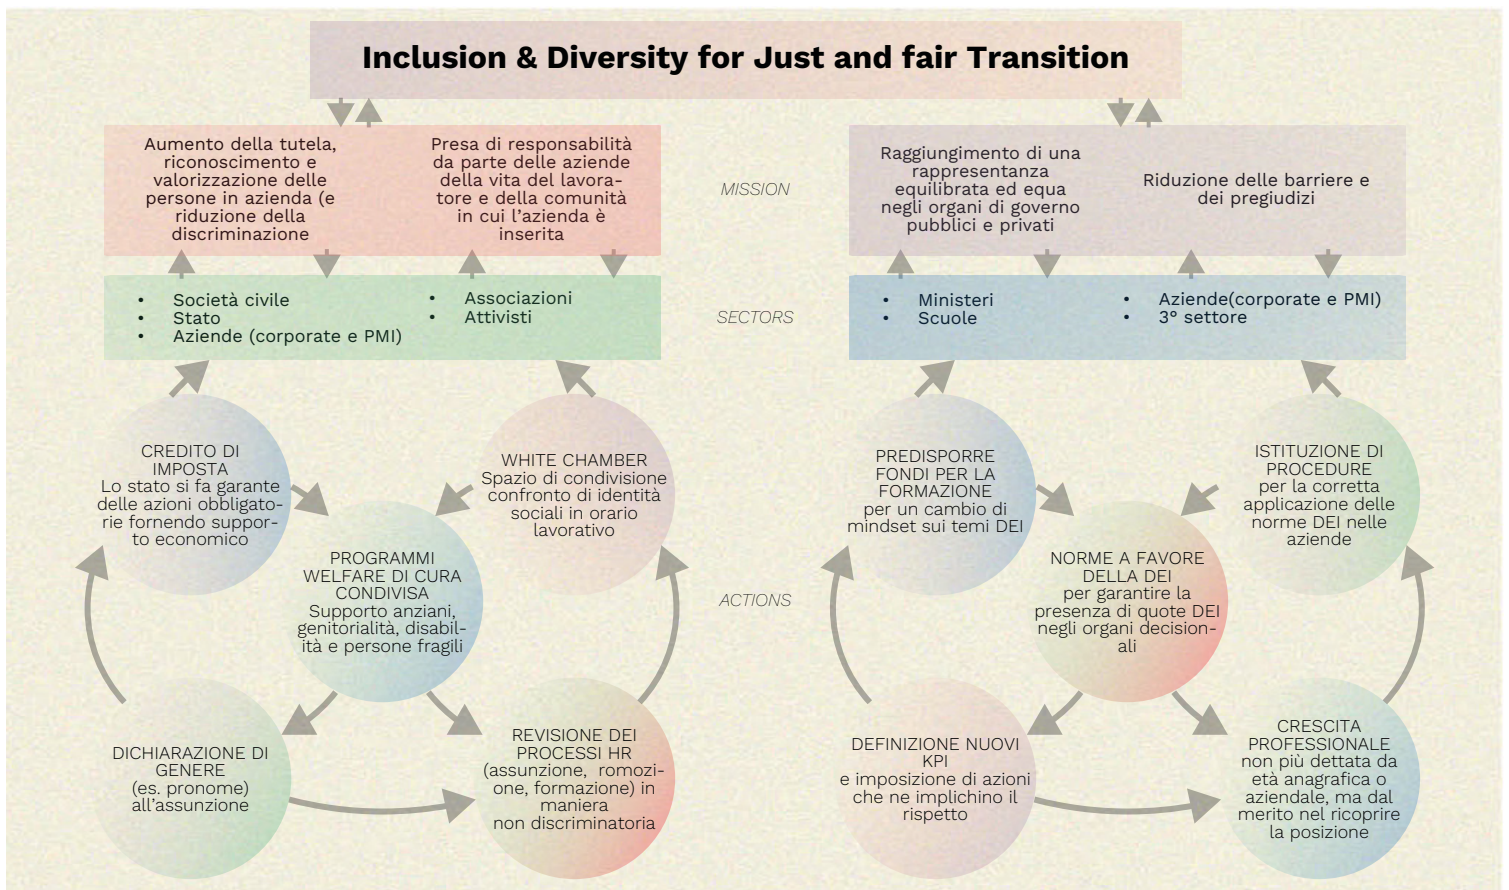 Inclusion & Diversity for Just and fair Transition
Aumento della tutela,
riconoscimento e
valorizzazione delle
persone in azienda (e
riduzione della
discriminazione
Presa di responsabilità
da parte delle aziende
della vita del lavora-
tore e della comunità
in cui l'azienda è
inserita
MISSION
Raggiungimento di una
rappresentanza
equilibrata ed equa
negli organi di governo
pubblici e privati
Riduzione delle barriere e
dei pregiudizi
• Società civile
• Stato
• Aziende (corporate e PMI)
• Associazioni
• Attivisti
SECTORS
• Ministeri
• Scuole
• Aziende(corporate e PMI)
• 3° settore
CREDITO DI
IMPOSTA
Lo stato si fa garante
delle azioni obbligato-
rie fornendo suppor-
to economico
WHITE CHAMBER
Spazio di condivisione
confronto di identità
sociali in orario
lavorativo
PROGRAMMI
WELFARE DI CURA
CONDIVISA
Supporto anziani,
genitorialità, disabil-
ità e persone fragili
DICHIARAZIONE DI
GENERE
(es. pronome)
all'assunzione
REVISIONE DEI
PROCESSI HR
(assunzione, romozi-
one, formazione) in
maniera
non discriminatoria
ACTIONS
PREDISPORRE
FONDI PER LA
FORMAZIONE
per un cambio di
mindset sui temi DEI
ISTITUZIONE DI
PROCEDURE
per la corretta
applicazione delle
norme DEI nelle
aziende
NORME A FAVORE
DELLA DEI
per garantire la
presenza di quote DEI
negli organi decision-
ali
DEFINIZIONE NUOVI
KPI
e imposizione di azioni
che ne implichino il
rispetto
CRESCITA
PROFESSIONALE
non più dettata da
età anagrafica o
aziendale, ma dal
merito nel ricoprire
la posizione